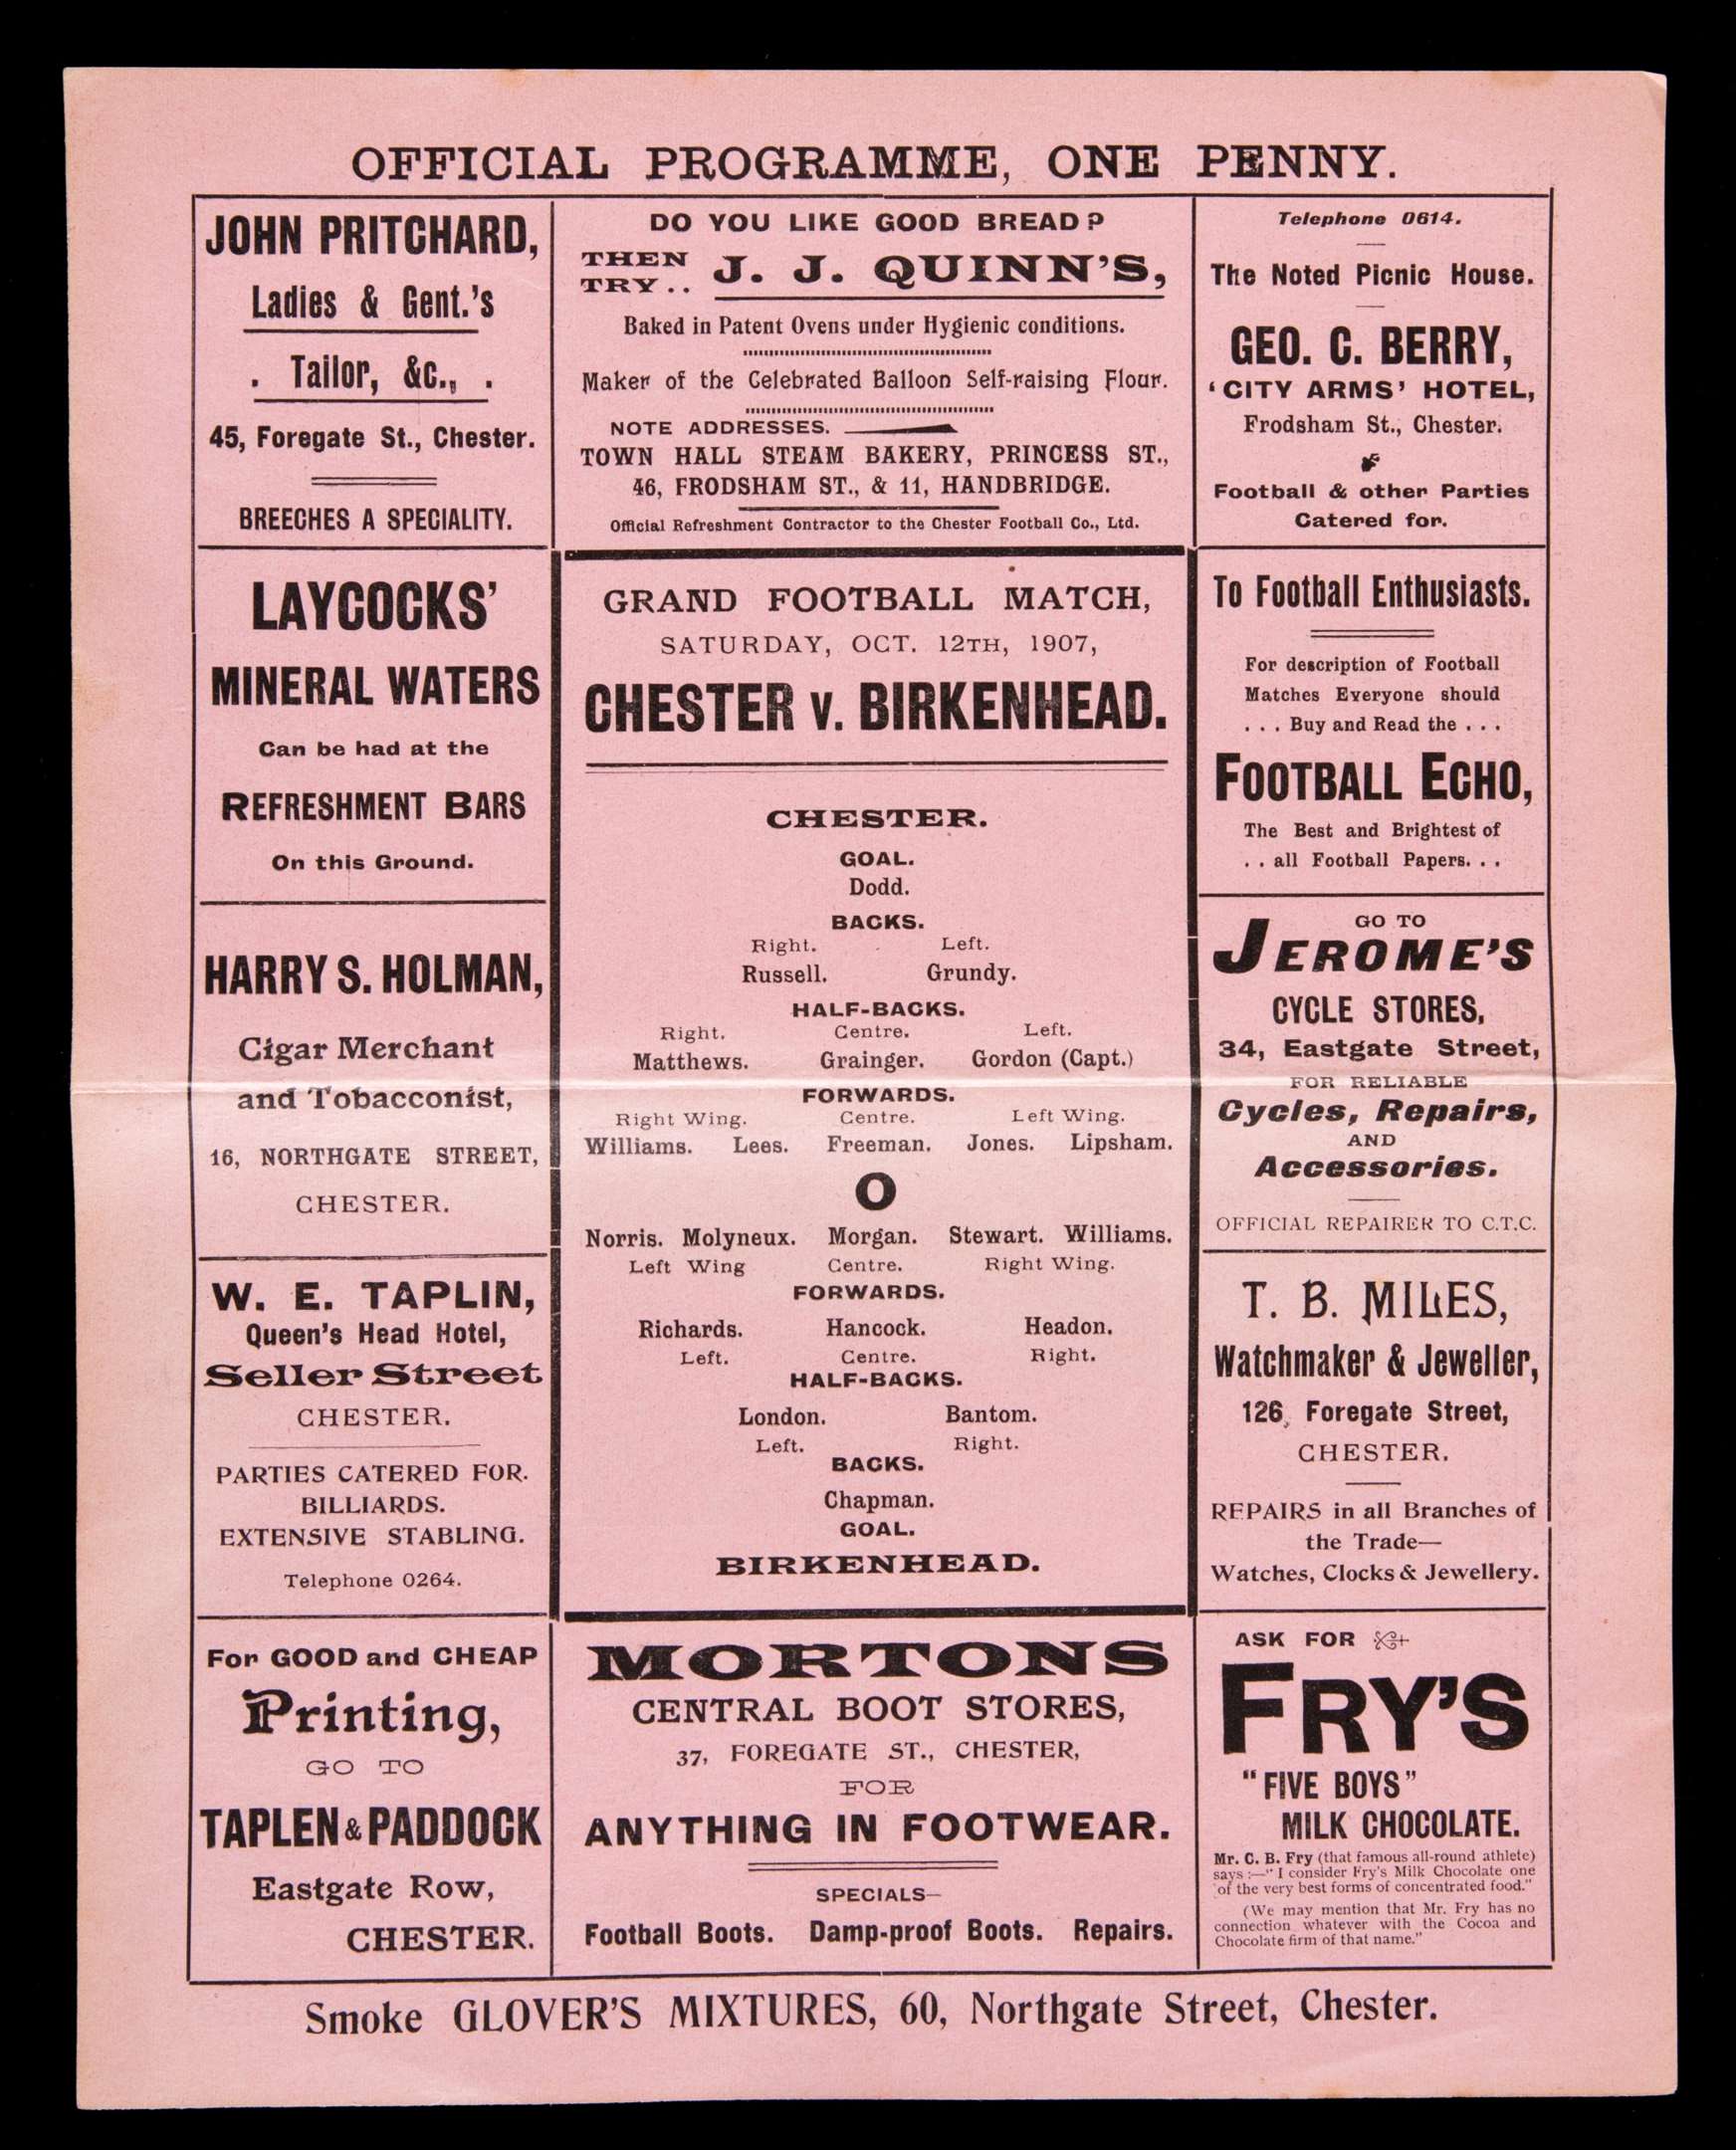 OFFICIAL PROGRAMME, ONE PENNY.
JOHN PRITCHARD,
Ladies & Gent.'s
. Tailor, &c., .
45, Foregate St., Chester.
BREECHES A SPECIALITY.
DO YOU LIKE GOOD BREAD?
THEN TRY.. J. J. QUINN'S,
Baked in Patent Ovens under Hygienic conditions.
Maker of the Celebrated Balloon Self-raising Flour.
NOTE ADDRESSES.
TOWN HALL STEAM BAKERY, PRINCESS ST.,
46, FRODSHAM ST., & 11, HANDBRIDGE.
Official Refreshment Contractor to the Chester Football Co., Ltd.
Telephone 0614.
The Noted Picnic House.
GEO. C. BERRY,
'CITY ARMS' HOTEL,
Frodsham St., Chester.
Football & other Parties
Catered for.
LAYCOCKS'
MINERAL WATERS
Can be had at the
REFRESHMENT BARS
On this Ground.
HARRY S. HOLMAN,
Cigar Merchant
and Tobacconist,
16, NORTHGATE STREET,
CHESTER.
W. E. TAPLIN,
Queen's Head Hotel,
Seller Street
CHESTER.
PARTIES CATERED FOR.
BILLIARDS.
EXTENSIVE STABLING.
Telephone 0264.
GRAND FOOTBALL MATCH,
SATURDAY, OCT. 12TH, 1907,
CHESTER v. BIRKENHEAD.
CHESTER.
GOAL.
Dodd.
BACKS.
Right. Left.
Russell. Grundy.
HALF-BACKS.
Right. Centre. Left.
Matthews. Grainger. Gordon (Capt.)
FORWARDS.
Right Wing. Centre. Left Wing.
Williams. Lees. Freeman. Jones. Lipsham.
O
Norris. Molyneux. Morgan. Stewart. Williams.
Left Wing Centre. Right Wing.
FORWARDS.
Richards. Hancock. Headon.
Left. Centre. Right.
HALF-BACKS.
London. Bantom.
Left. Right.
BACKS.
Chapman.
GOAL.
BIRKENHEAD.
To Football Enthusiasts.
For description of Football
Matches Everyone should
. . . Buy and Read the . . .
FOOTBALL ECHO,
The Best and Brightest of
. . all Football Papers. . .
GO TO
JEROME'S
CYCLE STORES,
34, Eastgate Street,
FOR RELIABLE
Cycles, Repairs,
AND
Accessories.
OFFICIAL REPAIRER TO C.T.C.
T. B. MILES,
Watchmaker & Jeweller,
126, Foregate Street,
CHESTER.
REPAIRS in all Branches of
the Trade—
Watches, Clocks & Jewellery.
For GOOD and CHEAP
Printing,
GO TO
TAPLEN & PADDOCK
Eastgate Row,
CHESTER.
MORTONS
CENTRAL BOOT STORES,
37, FOREGATE ST., CHESTER,
FOR
ANYTHING IN FOOTWEAR.
SPECIALS—
Football Boots. Damp-proof Boots. Repairs.
ASK FOR
FRY'S
"FIVE BOYS"
MILK CHOCOLATE.
Mr. C. B. Fry (that famous all-round athlete)
says :—"I consider Fry's Milk Chocolate one
of the very best forms of concentrated food."
(We may mention that Mr. Fry has no
connection whatever with the Cocoa and
Chocolate firm of that name."
Smoke GLOVER'S MIXTURES, 60, Northgate Street, Chester.